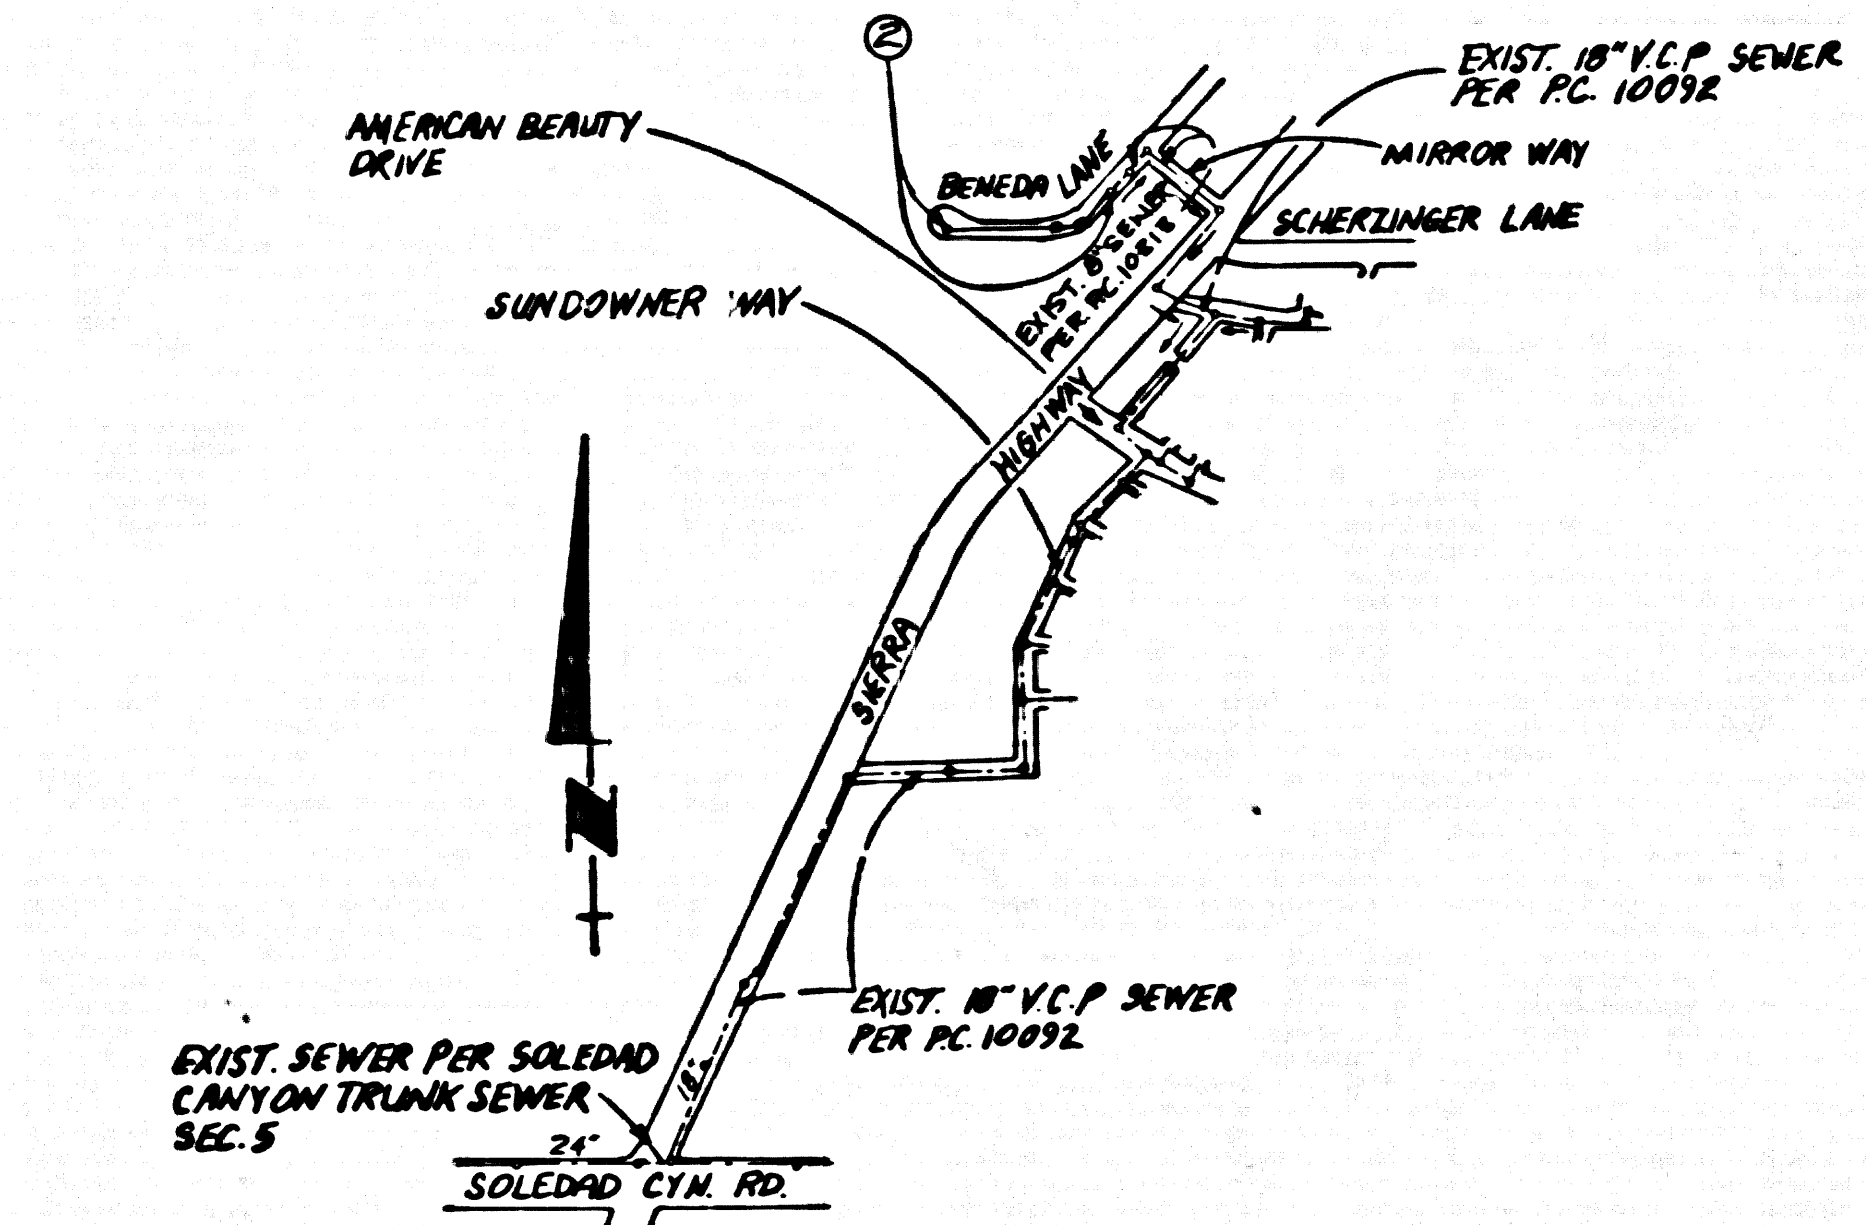 2
EXIST. 18" V.C.P SEWER
PER P.C. 10092
AMERICAN BEAUTY
DRIVE
MIRROR WAY
BENEDA LANE
SCHERZINGER LANE
EXIST. 8" SEWER
PER P.C. 10818
SUNDOWNER WAY
HIGHWAY
SIERRA
N
EXIST. 18" V.C.P SEWER
PER P.C. 10092
EXIST. SEWER PER SOLEDAD
CANYON TRUNK SEWER
SEC. 5
18"
24"
SOLEDAD CYN. RD.